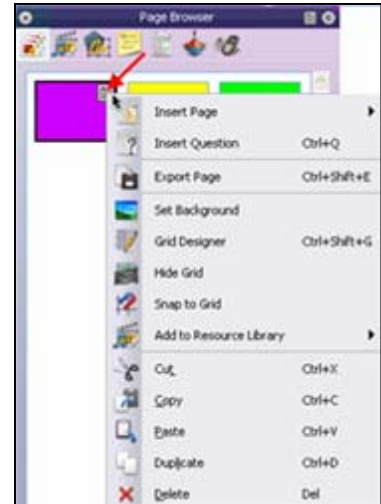 Page Browser
Insert Page
Insert Question Ctrl+Q
Export Page Ctrl+Shift+E
Set Background
Grid Designer Ctrl+Shift+G
Hide Grid
Snap to Grid
Add to Resource Library
Cut Ctrl+X
Copy Ctrl+C
Paste Ctrl+V
Duplicate Ctrl+D
Delete Del